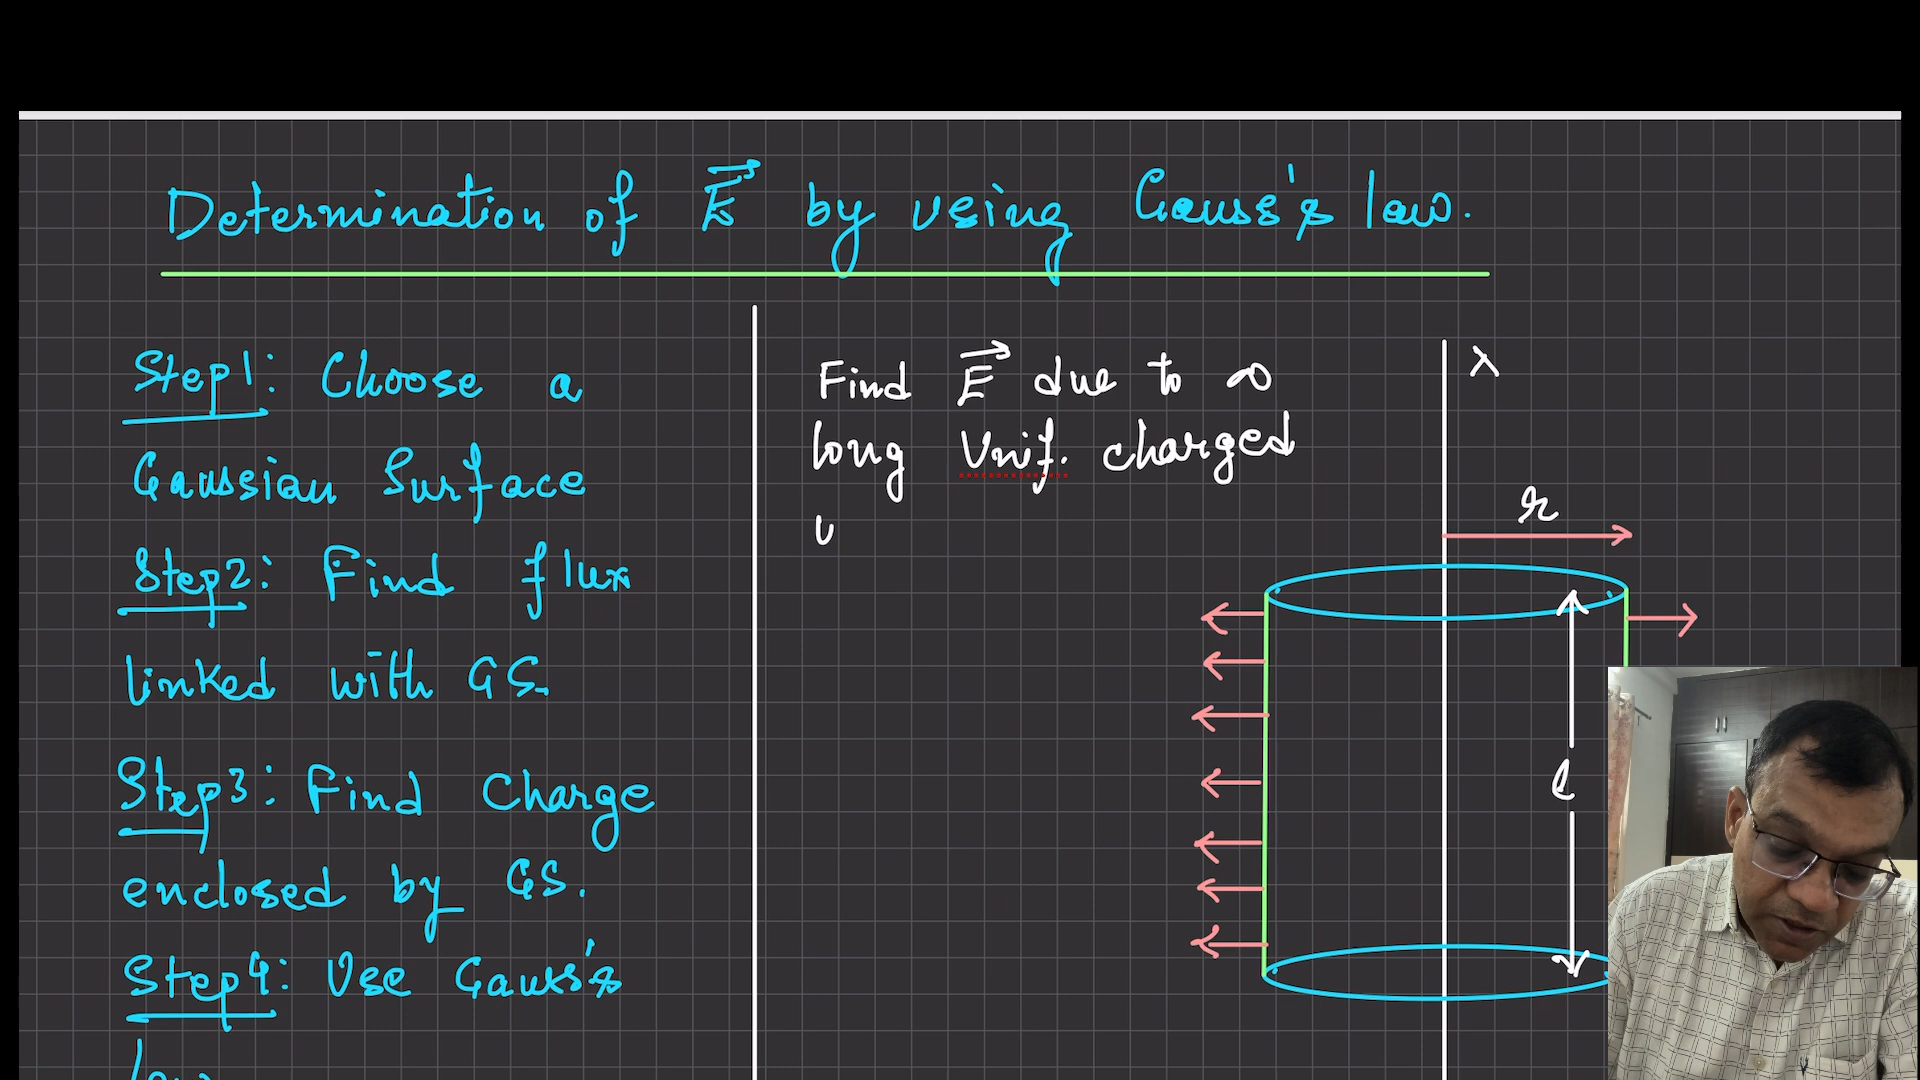 Determination of E by using Gauss's law.
Step1: Choose a
Gaussian Surface
Step2: Find flux
linked with GS.
Step3: Find Charge
enclosed by GS.
Step4: Use Gauss's
law
Find E due to ∞
long Unif. charged
λ
r
l